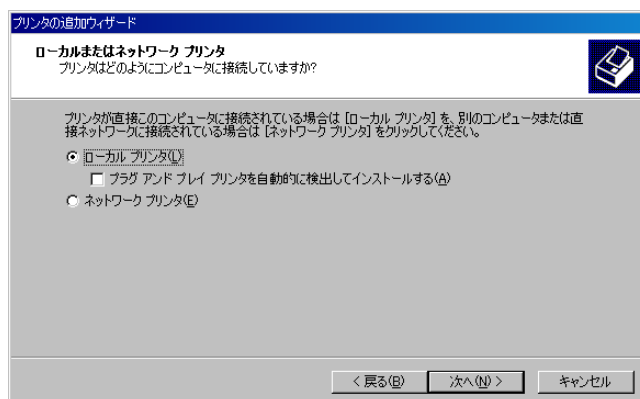 プリンタの追加ウィザード
ローカルまたはネットワーク プリンタ
プリンタはどのようにコンピュータに接続していますか?
プリンタが直接このコンピュータに接続されている場合は [ローカル プリンタ] を、別のコンピュータまたは直
接ネットワークに接続されている場合は [ネットワーク プリンタ] をクリックしてください。
ローカル プリンタ(L)
プラグ アンド プレイ プリンタを自動的に検出してインストールする(A)
ネットワーク プリンタ(E)
< 戻る(B) 次へ(N) > キャンセル